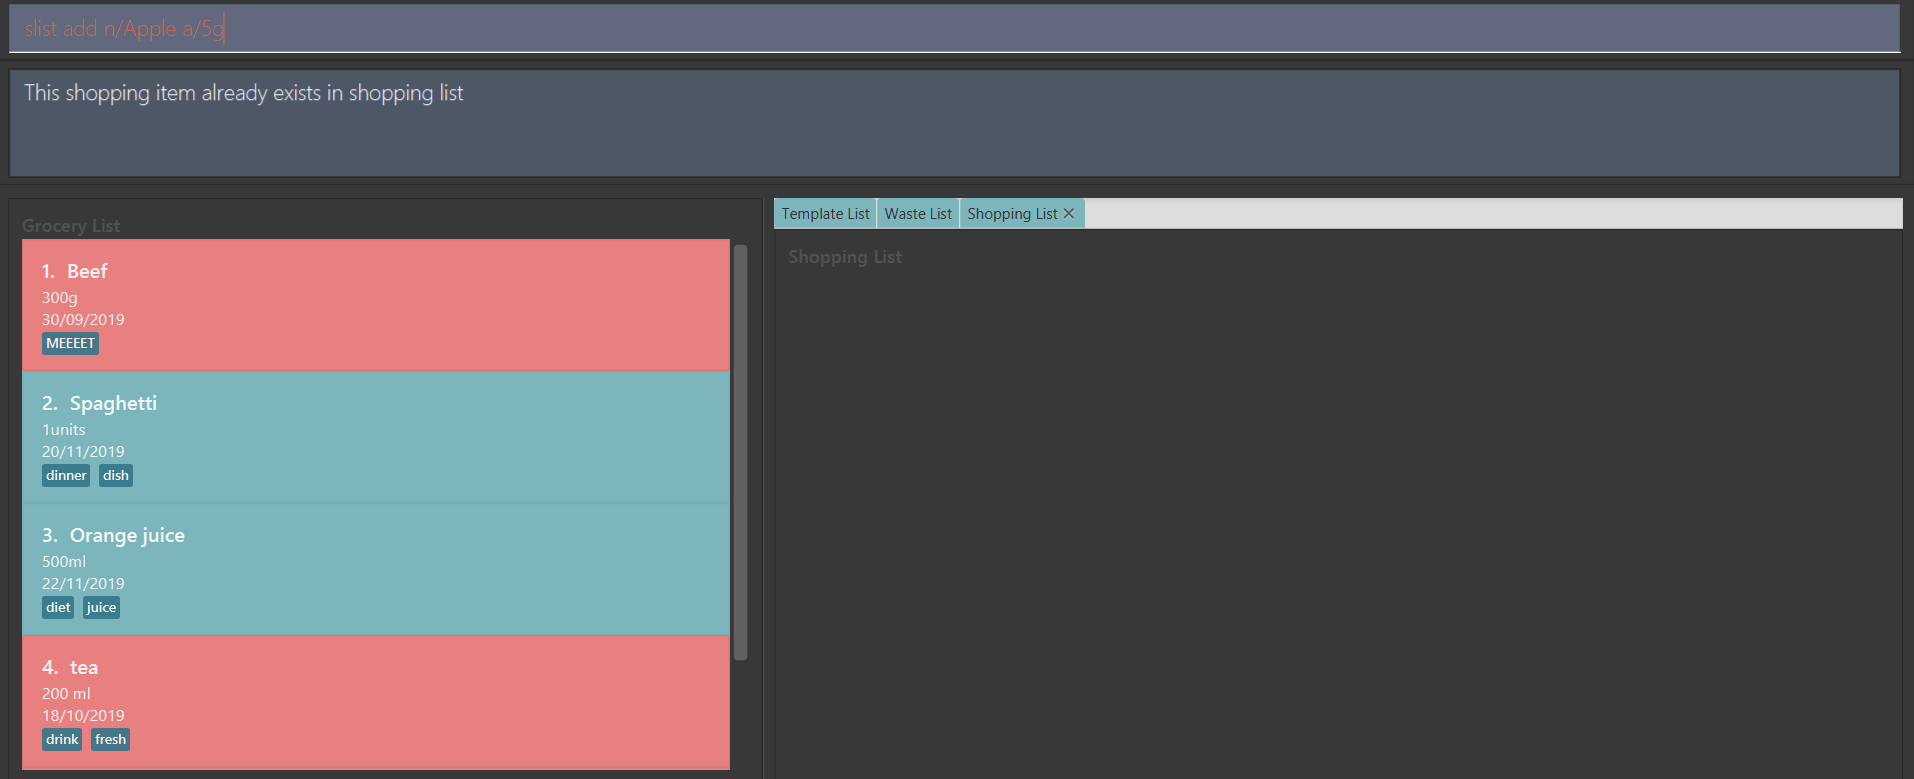 slist add n/Apple a/5g
This shopping item already exists in shopping list
Grocery List
1. Beef
300g
30/09/2019
MEEEET
2. Spaghetti
1units
20/11/2019
dinner dish
3. Orange juice
500ml
22/11/2019
diet juice
4. tea
200 ml
18/10/2019
drink fresh
Template List Waste List Shopping List
Shopping List